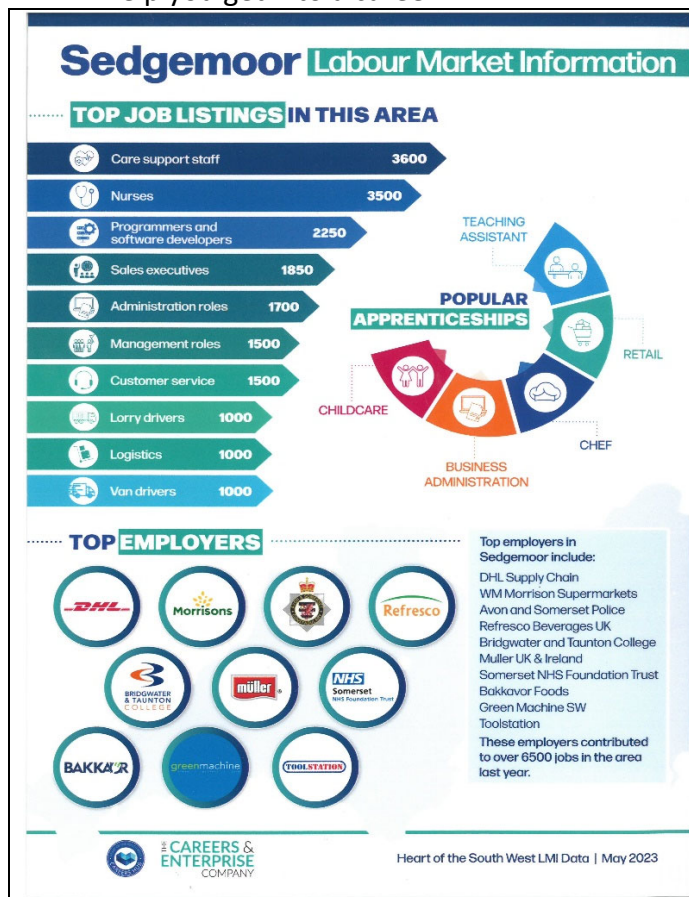 Sedgemoor Labour Market Information
TOP JOB LISTINGS IN THIS AREA
Care support staff 3600
Nurses 3500
Programmers and
software developers 2250
Sales executives 1850
Administration roles 1700
Management roles 1500
Customer service 1500
Lorry drivers 1000
Logistics 1000
Van drivers 1000
POPULAR
APPRENTICESHIPS
TEACHING
ASSISTANT
RETAIL
CHEF
BUSINESS
ADMINISTRATION
CHILDCARE
TOP EMPLOYERS
DHL
Morrisons
Refresco
BRIDGWATER
& TAUNTON
COLLEGE
müller
NHS
Somerset
NHS Foundation Trust
BAKKAVOR
greenmachine
TOOLSTATION
Top employers in
Sedgemoor include:
DHL Supply Chain
WM Morrison Supermarkets
Avon and Somerset Police
Refresco Beverages UK
Bridgwater and Taunton College
Muller UK & Ireland
Somerset NHS Foundation Trust
Bakkavor Foods
Green Machine SW
Toolstation
These employers contributed
to over 6500 jobs in the area
last year.
THE CAREERS &
ENTERPRISE
COMPANY
Heart of the South West LMI Data | May 2023